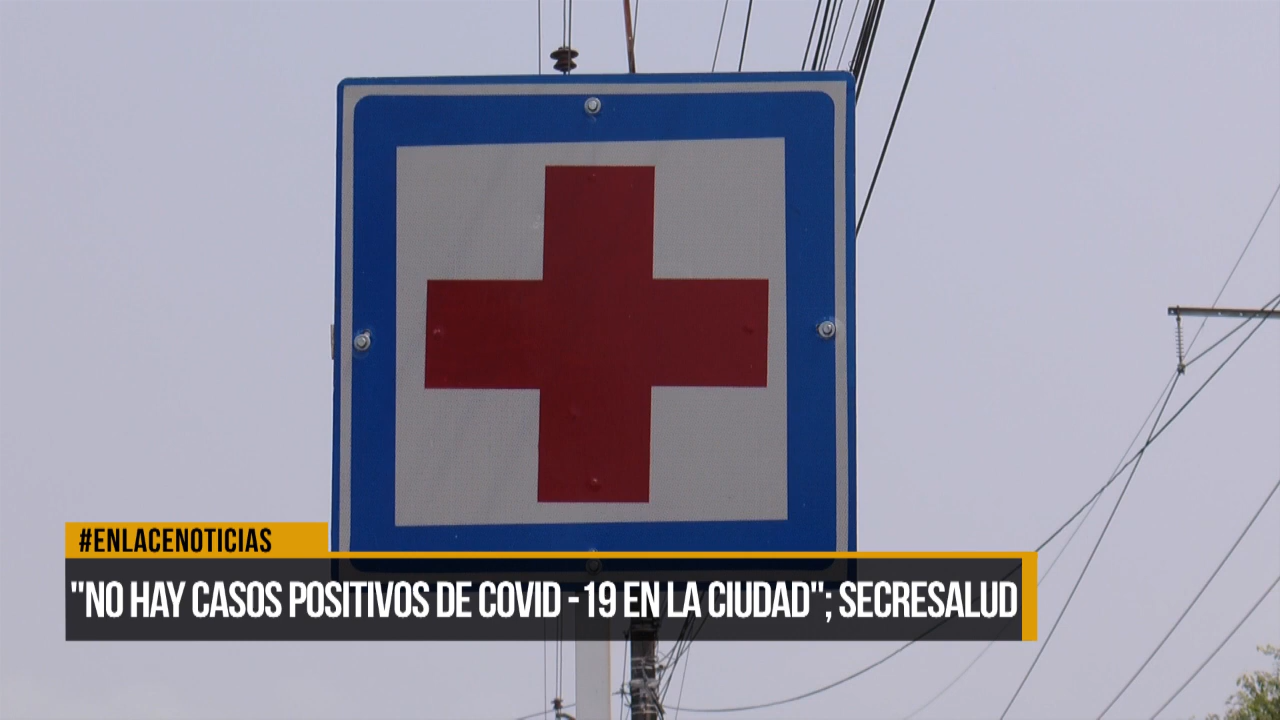 #ENLACENOTICIAS
"NO HAY CASOS POSITIVOS DE COVID -19 EN LA CIUDAD"; SECRESALUD